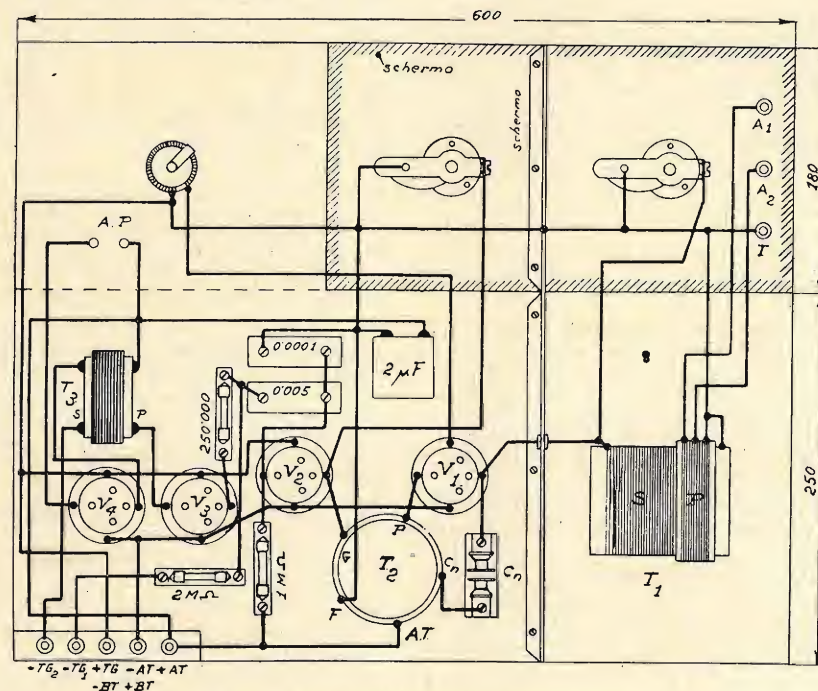 600
schermo
schermo
A1
A2
T
180
A.P
0.0001
0.005
2 µF
T3
S
P
250'000
V4
V3
V2
V1
P
G
T2
F
Cn
Cn
A.T
2 MΩ
1 MΩ
S
P
T1
250
-TG2 -TG1 +TG -AT +AT
-BT +BT